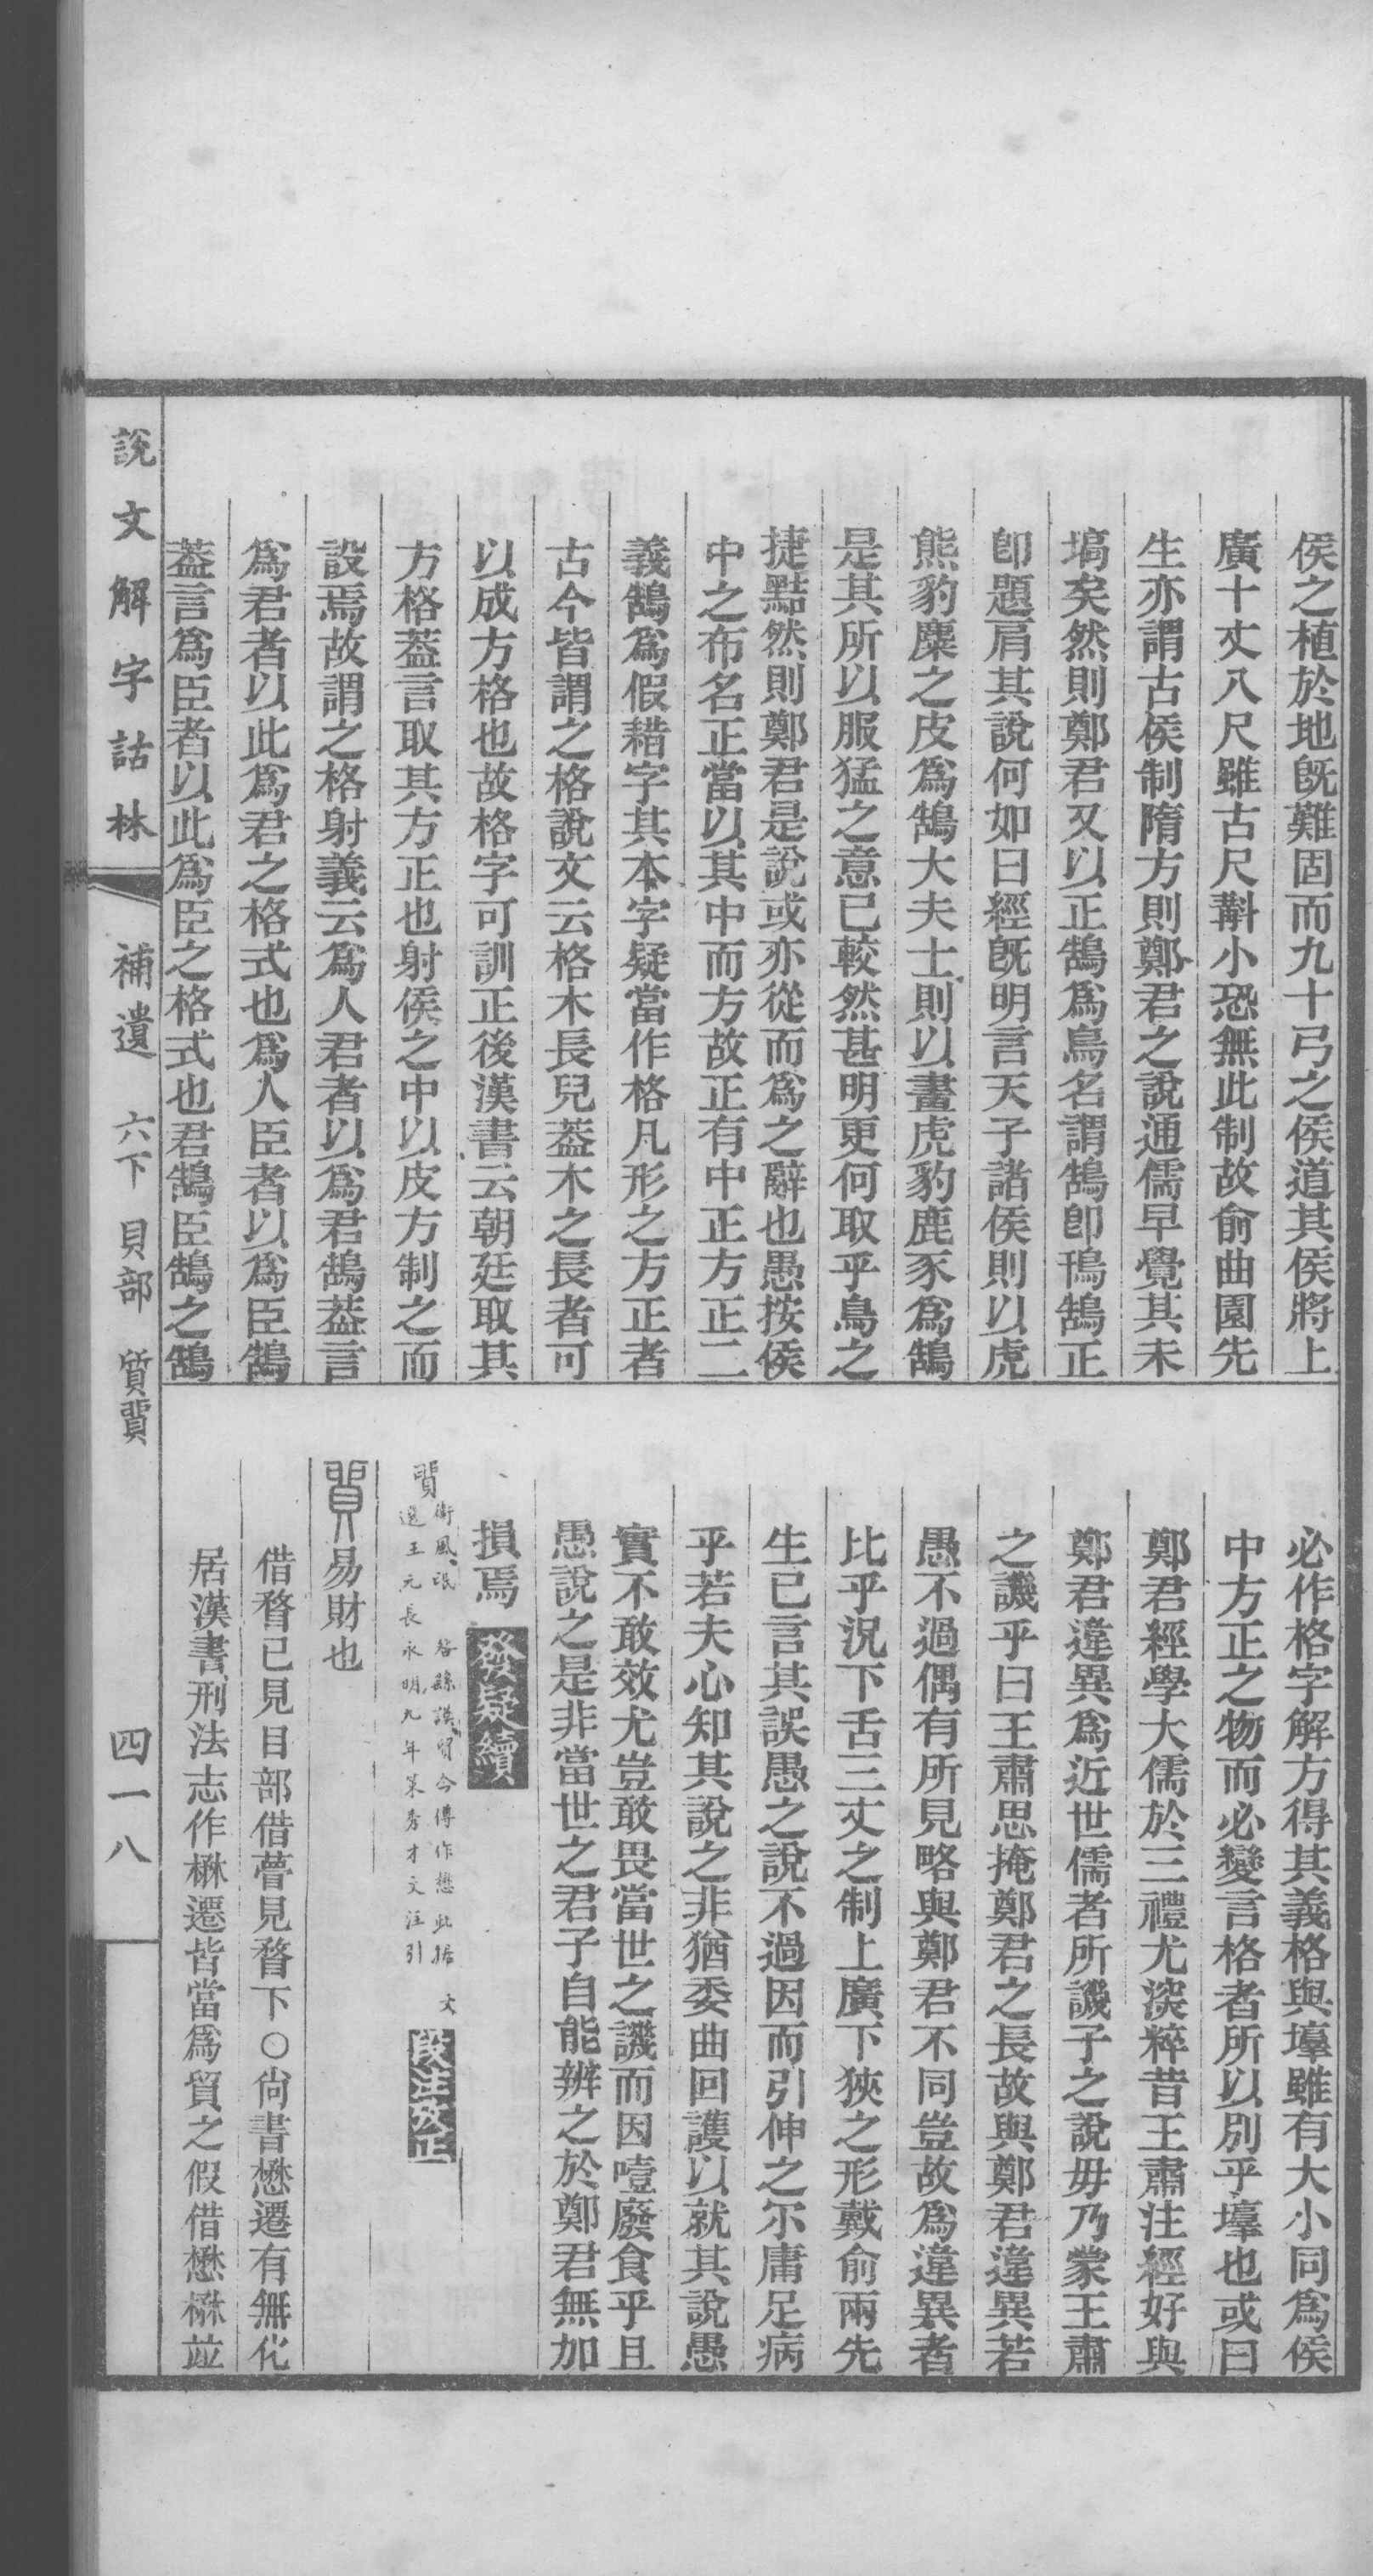 侯之植於地旣難固而九十弓之侯道其侯將上
廣十丈八尺雖古尺斠小恐無此制故俞曲園先
生亦謂古侯制隋方則鄭君之說通儒早覺其未
塙矣然則鄭君又以正鵠爲鳥名謂鵠卽鳱鵠正
卽題肩其說何如曰經旣明言天子諸侯則以虎
熊豹麋之皮爲鵠大夫士則以畫虎豹鹿豕爲鵠
是其所以服猛之意已較然甚明更何取乎鳥之
捷黠然則鄭君是說或亦從而爲之辭也愚按侯
中之布名正當以其中而方故正有中正方正二
義鵠爲假藉字其本字疑當作格凡形之方正者
古今皆謂之格說文云格木長皃葢木之長者可
以成方格也故格字可訓正後漢書云朝廷取其
方格葢言取其方正也射侯之中以皮方制之而
設焉故謂之格射義云爲人君者以爲君鵠葢言
爲君者以此爲君之格式也爲人臣者以爲臣鵠
葢言爲臣者以此爲臣之格式也君鵠臣鵠之鵠
必作格字解方得其義格與壔雖有大小同爲侯
中方正之物而必變言格者所以別乎壔也或曰
鄭君經學大儒於三禮尤湥粹昔王肅注經好與
鄭君違異爲近世儒者所譏子之說毋乃蒙王肅
之譏乎曰王肅思掩鄭君之長故與鄭君違異若
愚不過偶有所見略與鄭君不同豈故爲違異者
比乎況下舌三丈之制上廣下狹之形戴俞兩先
生已言其誤愚之說不過因而引伸之尔庸足病
乎若夫心知其說之非猶委曲回護以就其說愚
實不敢效尤豈敢畏當世之譏而因噎廢食乎且
愚說之是非當世之君子自能辨之於鄭君無加
損焉 發疑續
貿 衛風氓 咎繇謨貿今傳作懋此据文
選王元長永明九年策秀才文注引 段注攷正
貿 易財也
借瞀已見目部借瞢見瞀下○尙書懋遷有無化
居漢書刑法志作楙遷皆當爲貿之假借懋楙竝
說文解字詁林 補遺 六下 貝部 質貿 四一八